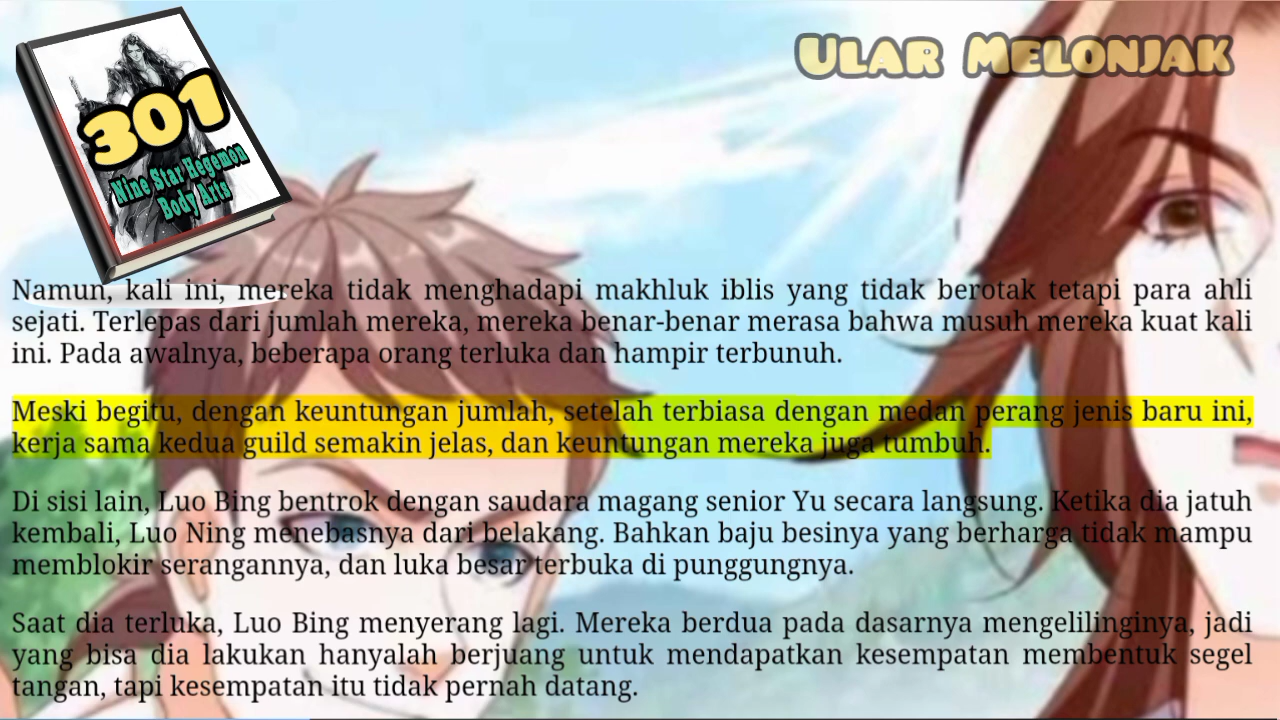 Ular Melonjak
301
Nine Star Hegemon
Body Arts
Namun, kali ini, mereka tidak menghadapi makhluk iblis yang tidak berotak tetapi para ahli
sejati. Terlepas dari jumlah mereka, mereka benar-benar merasa bahwa musuh mereka kuat kali
ini. Pada awalnya, beberapa orang terluka dan hampir terbunuh.
Meski begitu, dengan keuntungan jumlah, setelah terbiasa dengan medan perang jenis baru ini,
kerja sama kedua guild semakin jelas, dan keuntungan mereka juga tumbuh.
Di sisi lain, Luo Bing bentrok dengan saudara magang senior Yu secara langsung. Ketika dia jatuh
kembali, Luo Ning menebasnya dari belakang. Bahkan baju besinya yang berharga tidak mampu
memblokir serangannya, dan luka besar terbuka di punggungnya.
Saat dia terluka, Luo Bing menyerang lagi. Mereka berdua pada dasarnya mengelilinginya, jadi
yang bisa dia lakukan hanyalah berjuang untuk mendapatkan kesempatan membentuk segel
tangan, tapi kesempatan itu tidak pernah datang.